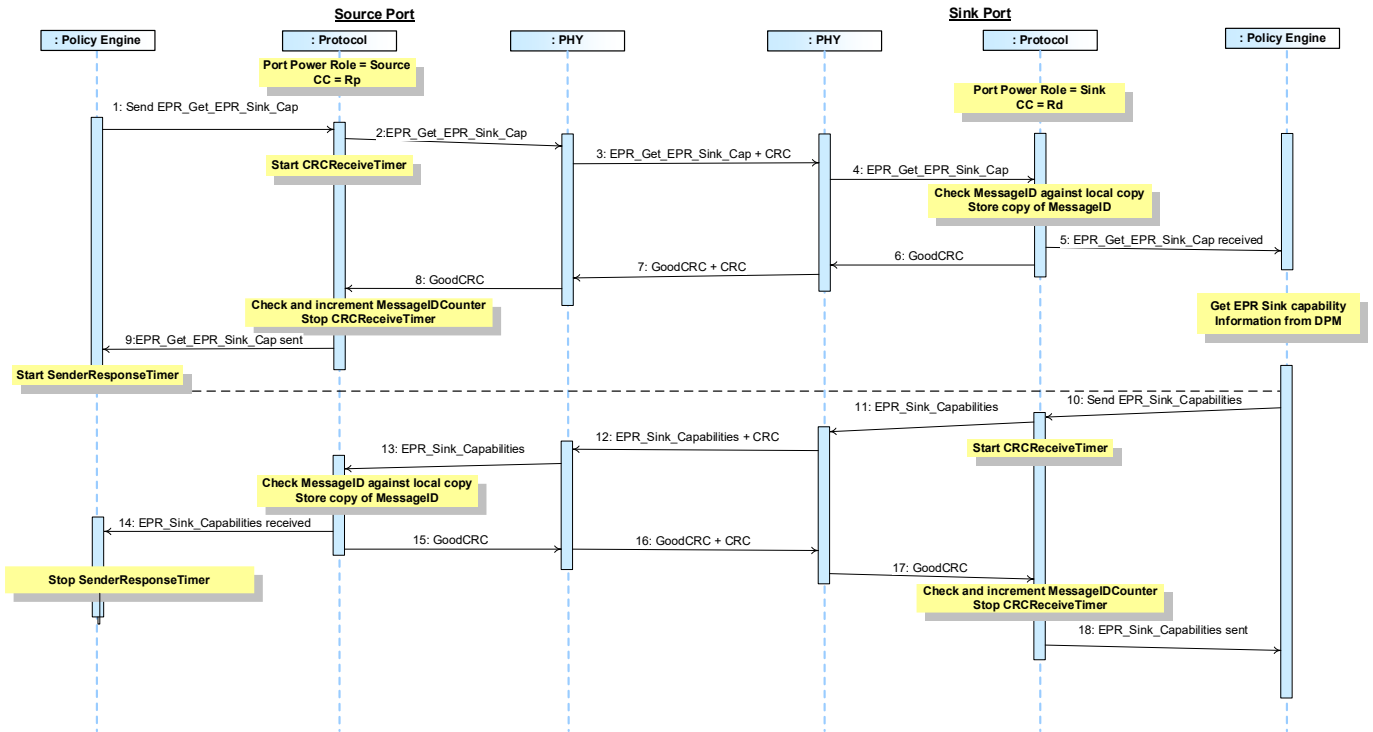 Source Port
Sink Port
: Policy Engine
: Protocol
: PHY
: PHY
: Protocol
: Policy Engine
Port Power Role = Source
CC = Rp
Port Power Role = Sink
CC = Rd
1: Send EPR_Get_EPR_Sink_Cap
2:EPR_Get_EPR_Sink_Cap
Start CRCReceiveTimer
3: EPR_Get_EPR_Sink_Cap + CRC
4: EPR_Get_EPR_Sink_Cap
Check MessageID against local copy
Store copy of MessageID
5: EPR_Get_EPR_Sink_Cap received
6: GoodCRC
7: GoodCRC + CRC
8: GoodCRC
Check and increment MessageIDCounter
Stop CRCReceiveTimer
Get EPR Sink capability
Information from DPM
9:EPR_Get_EPR_Sink_Cap sent
Start SenderResponseTimer
10: Send EPR_Sink_Capabilities
11: EPR_Sink_Capabilities
Start CRCReceiveTimer
12: EPR_Sink_Capabilities + CRC
13: EPR_Sink_Capabilities
Check MessageID against local copy
Store copy of MessageID
14: EPR_Sink_Capabilities received
15: GoodCRC
16: GoodCRC + CRC
17: GoodCRC
Stop SenderResponseTimer
Check and increment MessageIDCounter
Stop CRCReceiveTimer
18: EPR_Sink_Capabilities sent